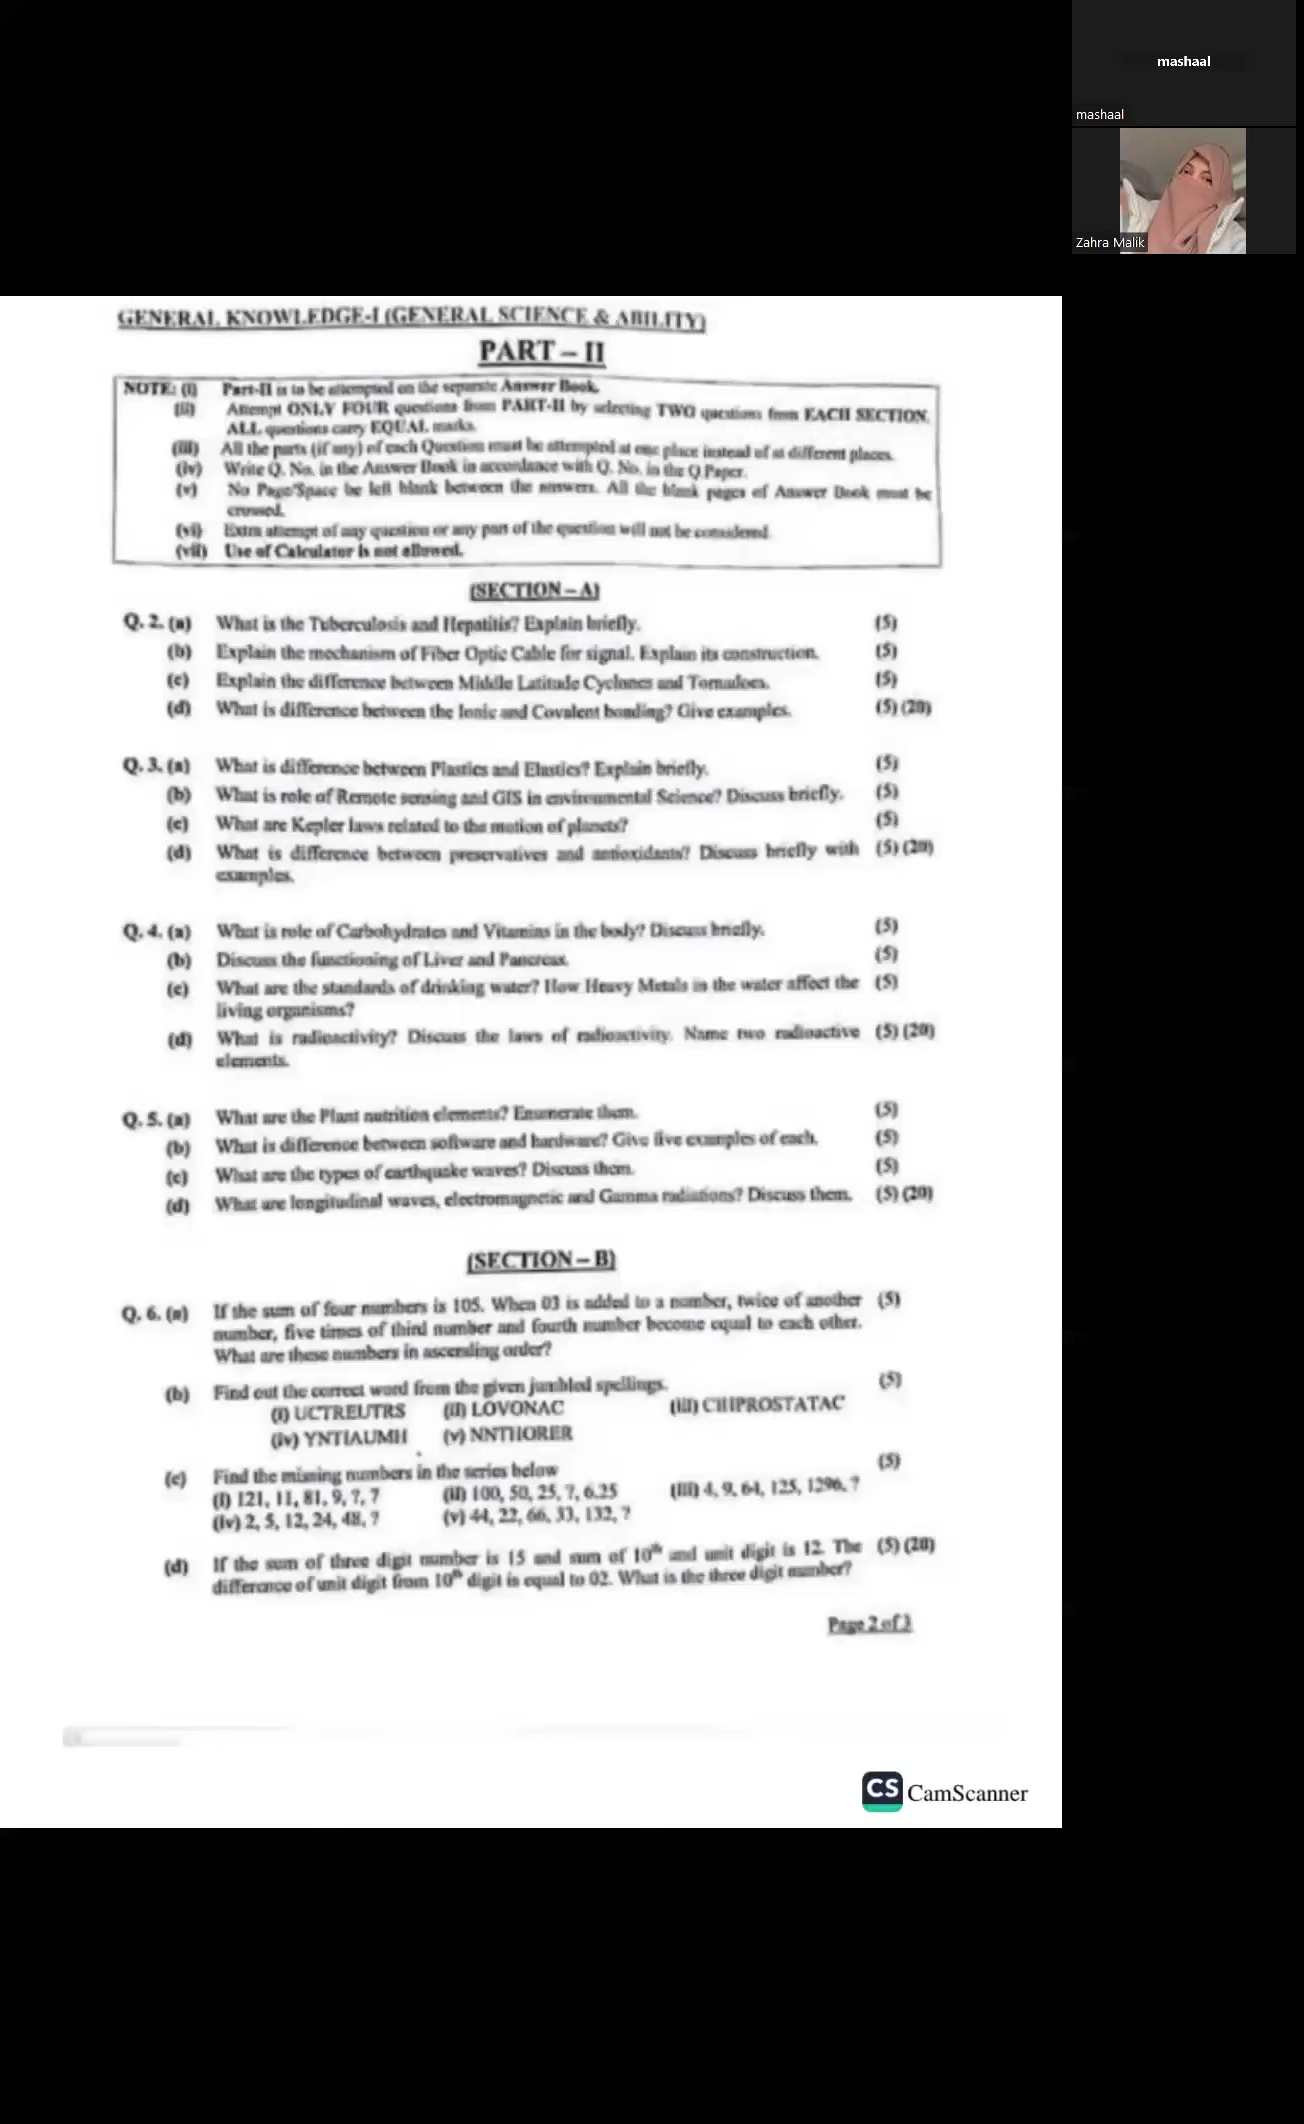 mashaal
mashaal
Zahra Malik
GENERAL KNOWLEDGE-I (GENERAL SCIENCE & ABILITY)
PART – II
NOTE: (i) Part-II is to be attempted on the separate Answer Book.
(ii) Attempt ONLY FOUR questions from PART-II by selecting TWO questions from EACH SECTION.
ALL questions carry EQUAL marks.
(iii) All the parts (if any) of each Question must be attempted at one place instead of at different places.
(iv) Write Q. No. in the Answer Book in accordance with Q. No. in the Q.Paper.
(v) No Page/Space be left blank between the answers. All the blank pages of Answer Book must be
crossed.
(vi) Extra attempt of any question or any part of the question will not be considered.
(vii) Use of Calculator is not allowed.
(SECTION – A)
Q. 2. (a) What is the Tuberculosis and Hepatitis? Explain briefly. (5)
(b) Explain the mechanism of Fiber Optic Cable for signal. Explain its construction. (5)
(c) Explain the difference between Middle Latitude Cyclones and Tornadoes. (5)
(d) What is difference between the Ionic and Covalent bonding? Give examples. (5) (20)
Q. 3. (a) What is difference between Plastics and Elastics? Explain briefly. (5)
(b) What is role of Remote sensing and GIS in environmental Science? Discuss briefly. (5)
(c) What are Kepler laws related to the motion of planets? (5)
(d) What is difference between preservatives and antioxidants? Discuss briefly with (5) (20)
examples.
Q. 4. (a) What is role of Carbohydrates and Vitamins in the body? Discuss briefly. (5)
(b) Discuss the functioning of Liver and Pancreas. (5)
(c) What are the standards of drinking water? How Heavy Metals in the water affect the (5)
living organisms?
(d) What is radioactivity? Discuss the laws of radioactivity. Name two radioactive (5) (20)
elements.
Q. 5. (a) What are the Plant nutrition elements? Enumerate them. (5)
(b) What is difference between software and hardware? Give five examples of each. (5)
(c) What are the types of earthquake waves? Discuss them. (5)
(d) What are longitudinal waves, electromagnetic and Gamma radiations? Discuss them. (5) (20)
(SECTION – B)
Q. 6. (a) If the sum of four numbers is 105. When 03 is added to a number, twice of another (5)
number, five times of third number and fourth number become equal to each other.
What are these numbers in ascending order?
(b) Find out the correct word from the given jumbled spellings. (5)
(i) UCTREUTRS (ii) LOVONAC (iii) CHIPROSTATAC
(iv) YNTIAUMH (v) NNTHORER
(c) Find the missing numbers in the series below (5)
(i) 121, 11, 81, 9, ?, 7 (ii) 100, 50, 25, ?, 6.25 (iii) 4, 9, 64, 125, 1296, ?
(iv) 2, 5, 12, 24, 48, ? (v) 44, 22, 66, 33, 132, ?
(d) If the sum of three digit number is 15 and sum of 10th and unit digit is 12. The (5) (20)
difference of unit digit from 10th digit is equal to 02. What is the three digit number?
Page 2 of 3
CS CamScanner